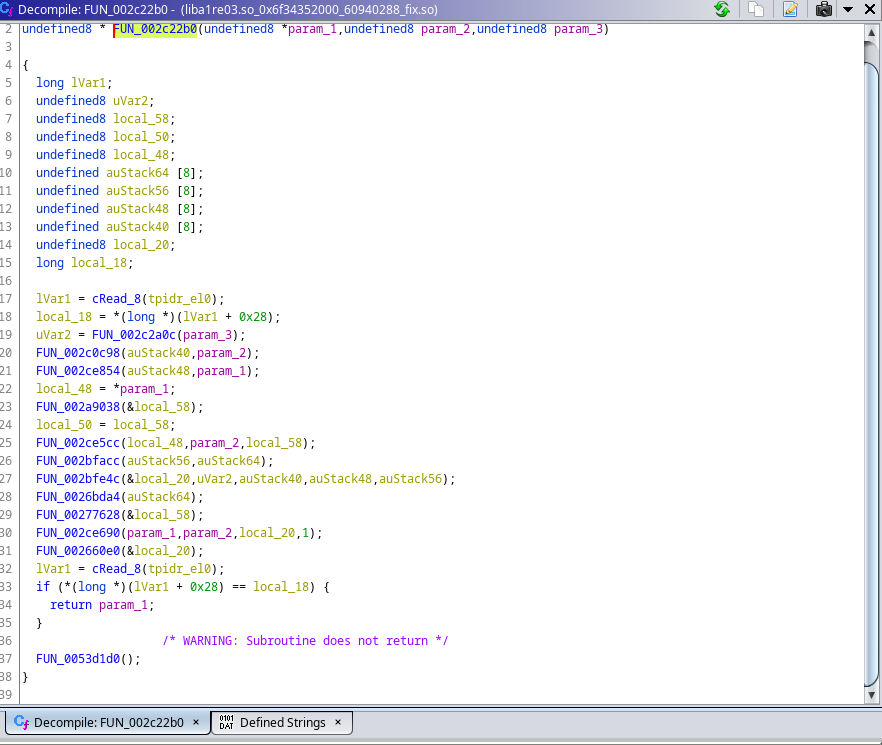 Decompile: FUN_002c22b0 - (liba1re03.so_0x6f34352000_60940288_fix.so)
2 undefined8 * FUN_002c22b0(undefined8 *param_1,undefined8 param_2,undefined8 param_3)
3
4 {
5 long lVar1;
6 undefined8 uVar2;
7 undefined8 local_58;
8 undefined8 local_50;
9 undefined8 local_48;
10 undefined auStack64 [8];
11 undefined auStack56 [8];
12 undefined auStack48 [8];
13 undefined auStack40 [8];
14 undefined8 local_20;
15 long local_18;
16
17 lVar1 = cRead_8(tpidr_el0);
18 local_18 = *(long *)(lVar1 + 0x28);
19 uVar2 = FUN_002c2a0c(param_3);
20 FUN_002c0c98(auStack40,param_2);
21 FUN_002ce854(auStack48,param_1);
22 local_48 = *param_1;
23 FUN_002a9038(&local_58);
24 local_50 = local_58;
25 FUN_002ce5cc(local_48,param_2,local_58);
26 FUN_002bfacc(auStack56,auStack64);
27 FUN_002bfe4c(&local_20,uVar2,auStack40,auStack48,auStack56);
28 FUN_0026bda4(auStack64);
29 FUN_00277628(&local_58);
30 FUN_002ce690(param_1,param_2,local_20,1);
31 FUN_002660e0(&local_20);
32 lVar1 = cRead_8(tpidr_el0);
33 if (*(long *)(lVar1 + 0x28) == local_18) {
34 return param_1;
35 }
36 /* WARNING: Subroutine does not return */
37 FUN_0053d1d0();
38 }
39
Decompile: FUN_002c22b0 × Defined Strings ×